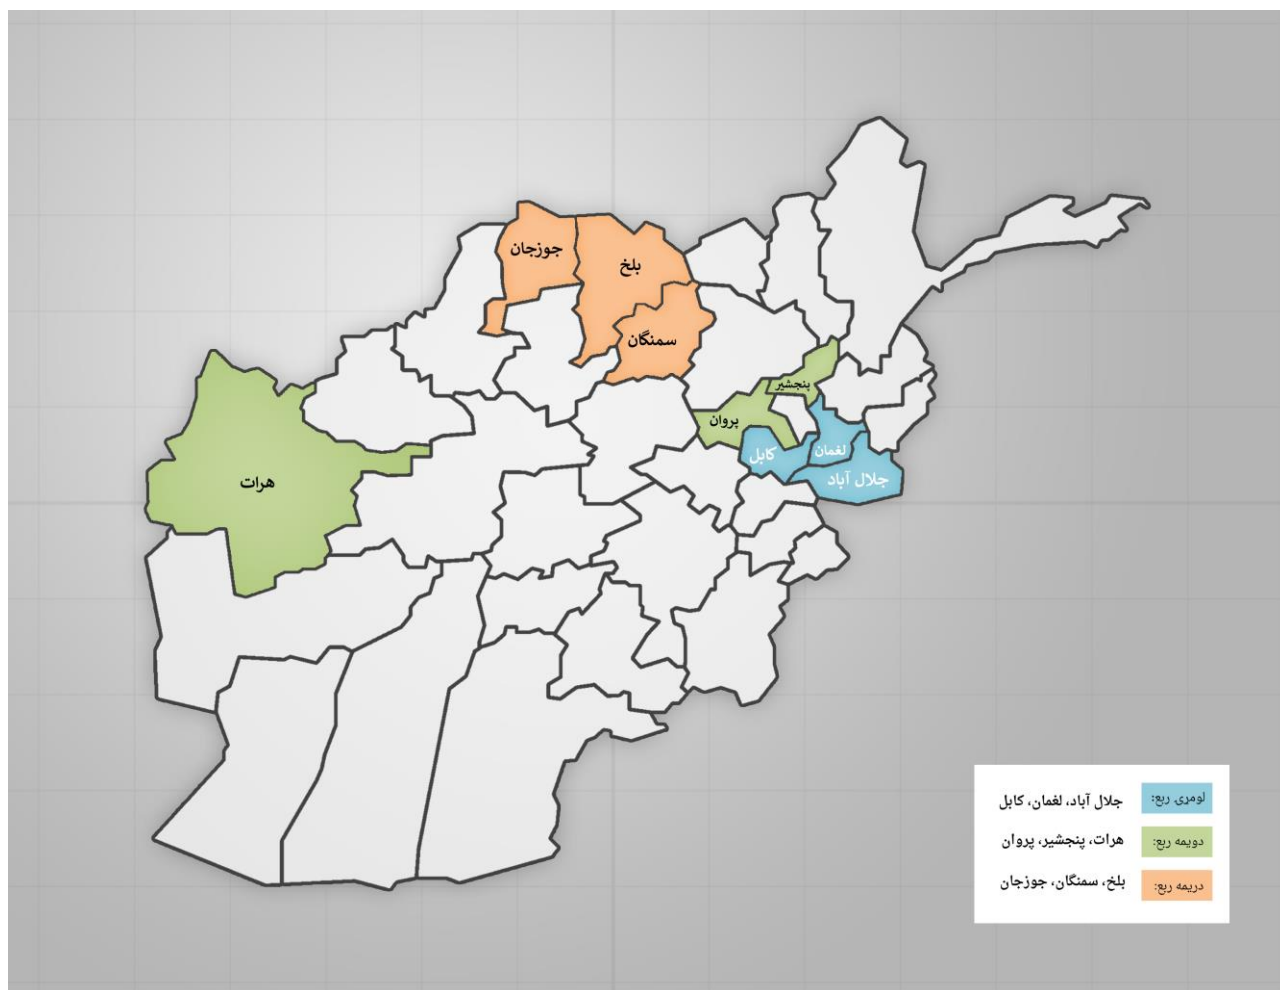 جوزجان
بلخ
سمنگان
پنجشیر
پروان
لغمان
کابل
جلال آباد
هرات
لومړی ربع: جلال آباد، لغمان، کابل
دویمه ربع: هرات، پنجشیر، پروان
دریمه ربع: بلخ، سمنگان، جوزجان